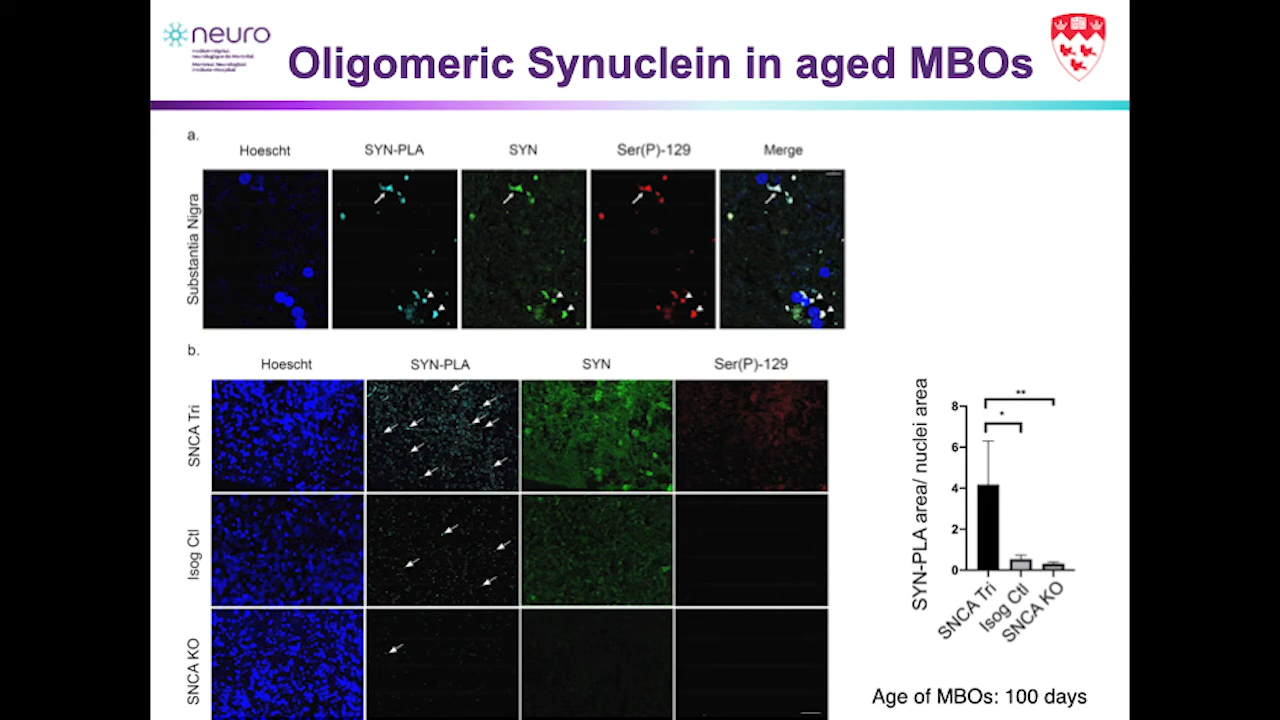 neuro
Oligomeric Synuclein in aged MBOs
a.
Hoescht
SYN-PLA
SYN
Ser(P)-129
Merge
Substantia Nigra
b.
Hoescht
SYN-PLA
SYN
Ser(P)-129
SNCA Tri
Isog Ctl
SNCA KO
SYN-PLA area/ nuclei area
8
6
4
2
0
**
*
SNCA Tri
Isog Ctl
SNCA KO
Age of MBOs: 100 days